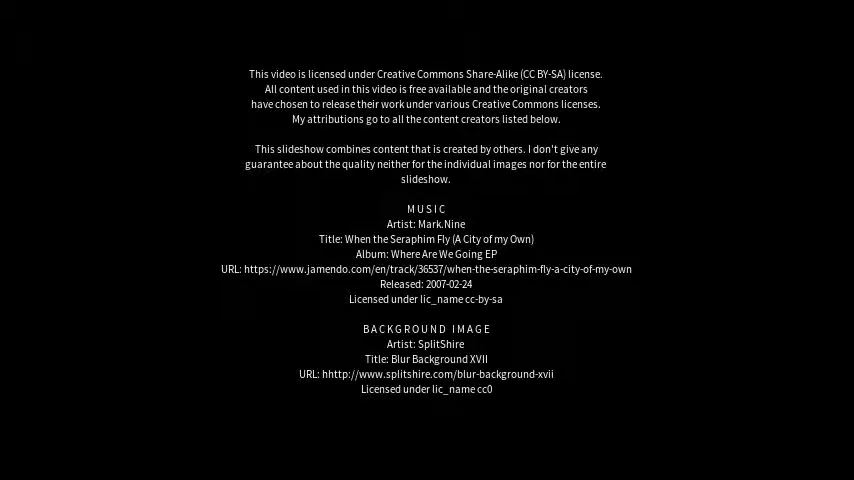 This video is licensed under Creative Commons Share-Alike (CC BY-SA) license.
All content used in this video is free available and the original creators
have chosen to release their work under various Creative Commons licenses.
My attributions go to all the content creators listed below.
This slideshow combines content that is created by others. I don't give any
guarantee about the quality neither for the individual images nor for the entire
slideshow.
MUSIC
Artist: Mark.Nine
Title: When the Seraphim Fly (A City of my Own)
Album: Where Are We Going EP
URL: https://www.jamendo.com/en/track/36537/when-the-seraphim-fly-a-city-of-my-own
Released: 2007-02-24
Licensed under lic_name cc-by-sa
BACKGROUND IMAGE
Artist: SplitShire
Title: Blur Background XVII
URL: hhttp://www.splitshire.com/blur-background-xvii
Licensed under lic_name cc0